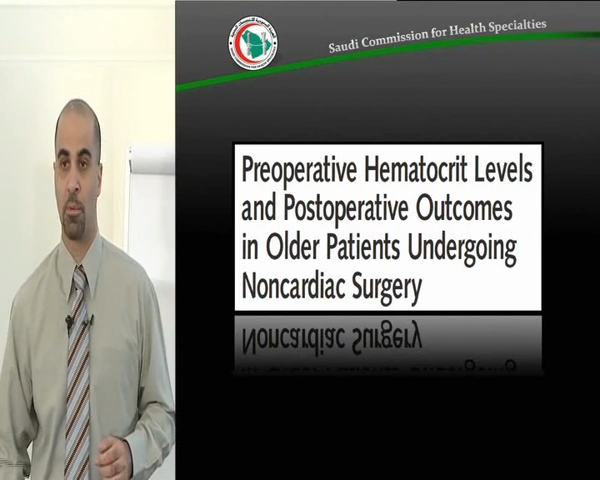 Saudi Commission for Health Specialties
Preoperative Hematocrit Levels
and Postoperative Outcomes
in Older Patients Undergoing
Noncardiac Surgery